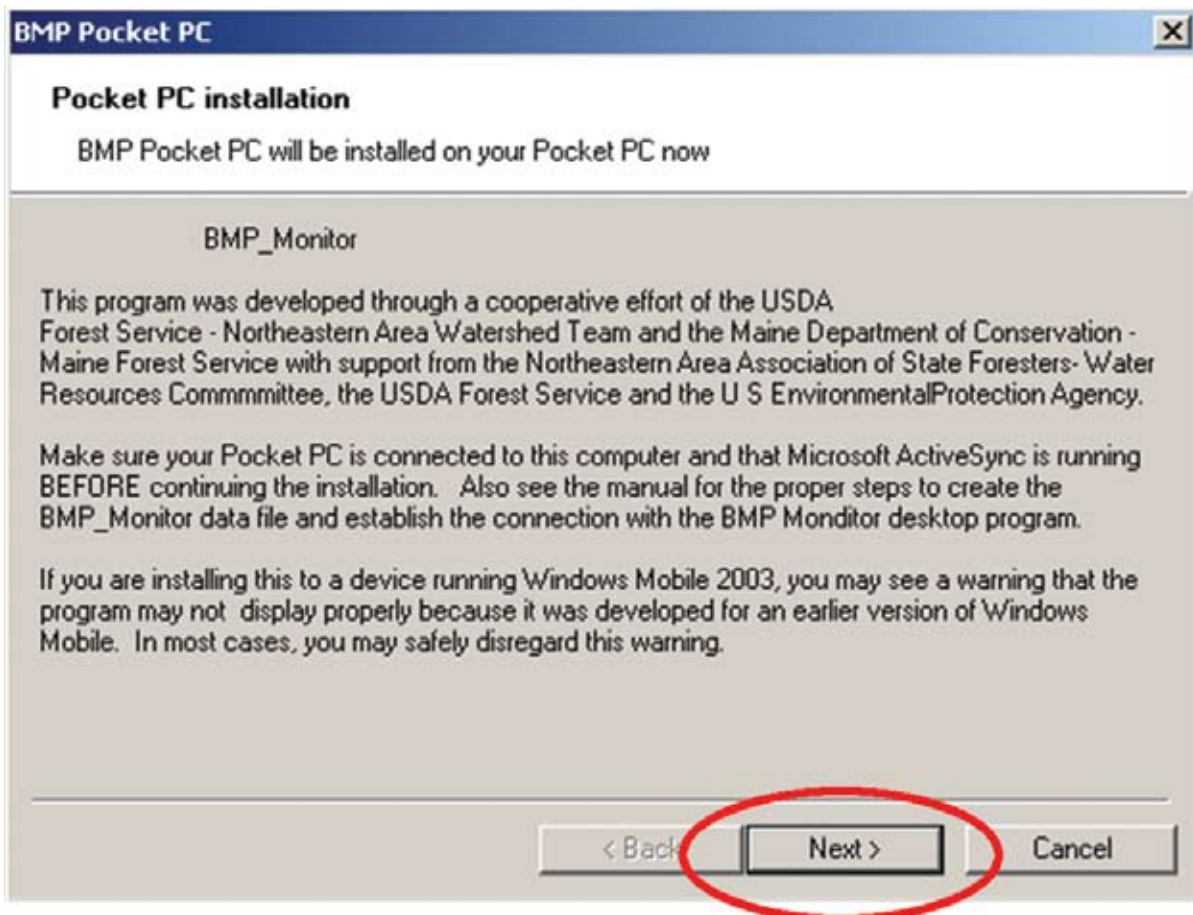 BMP Pocket PC
Pocket PC installation
BMP Pocket PC will be installed on your Pocket PC now
BMP_Monitor
This program was developed through a cooperative effort of the USDA
Forest Service - Northeastern Area Watershed Team and the Maine Department of Conservation -
Maine Forest Service with support from the Northeastern Area Association of State Foresters- Water
Resources Commmmittee, the USDA Forest Service and the U S EnvironmentalProtection Agency.
Make sure your Pocket PC is connected to this computer and that Microsoft ActiveSync is running
BEFORE continuing the installation.   Also see the manual for the proper steps to create the
BMP_Monitor data file and establish the connection with the BMP Monditor desktop program.
If you are installing this to a device running Windows Mobile 2003, you may see a warning that the
program may not  display properly because it was developed for an earlier version of Windows
Mobile.  In most cases, you may safely disregard this warning.
< Back Next > Cancel